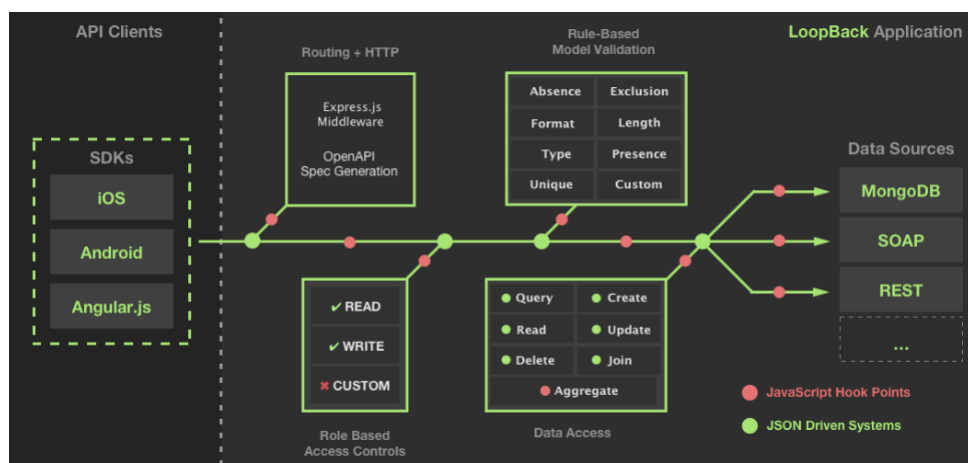 API Clients
LoopBack Application
Routing + HTTP
Rule-Based
Model Validation
Express.js
Middleware
OpenAPI
Spec Generation
Absence
Exclusion
Format
Length
Type
Presence
Unique
Custom
SDKs
iOS
Android
Angular.js
Data Sources
MongoDB
SOAP
REST
...
✔ READ
✔ WRITE
✖ CUSTOM
Role Based
Access Controls
Query
Create
Read
Update
Delete
Join
Aggregate
Data Access
JavaScript Hook Points
JSON Driven Systems